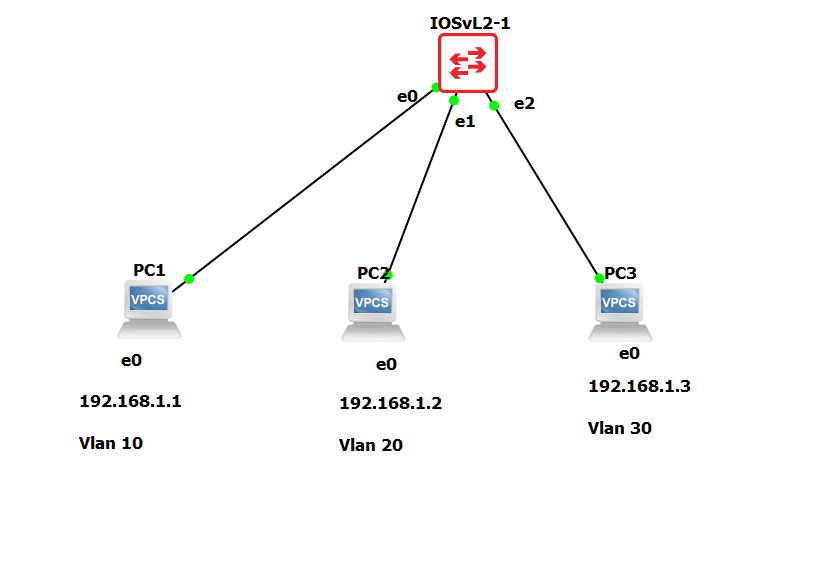 IOSvL2-1
e0
e1
e2
PC1
VPCS
e0
192.168.1.1
Vlan 10
PC2
VPCS
e0
192.168.1.2
Vlan 20
PC3
VPCS
e0
192.168.1.3
Vlan 30